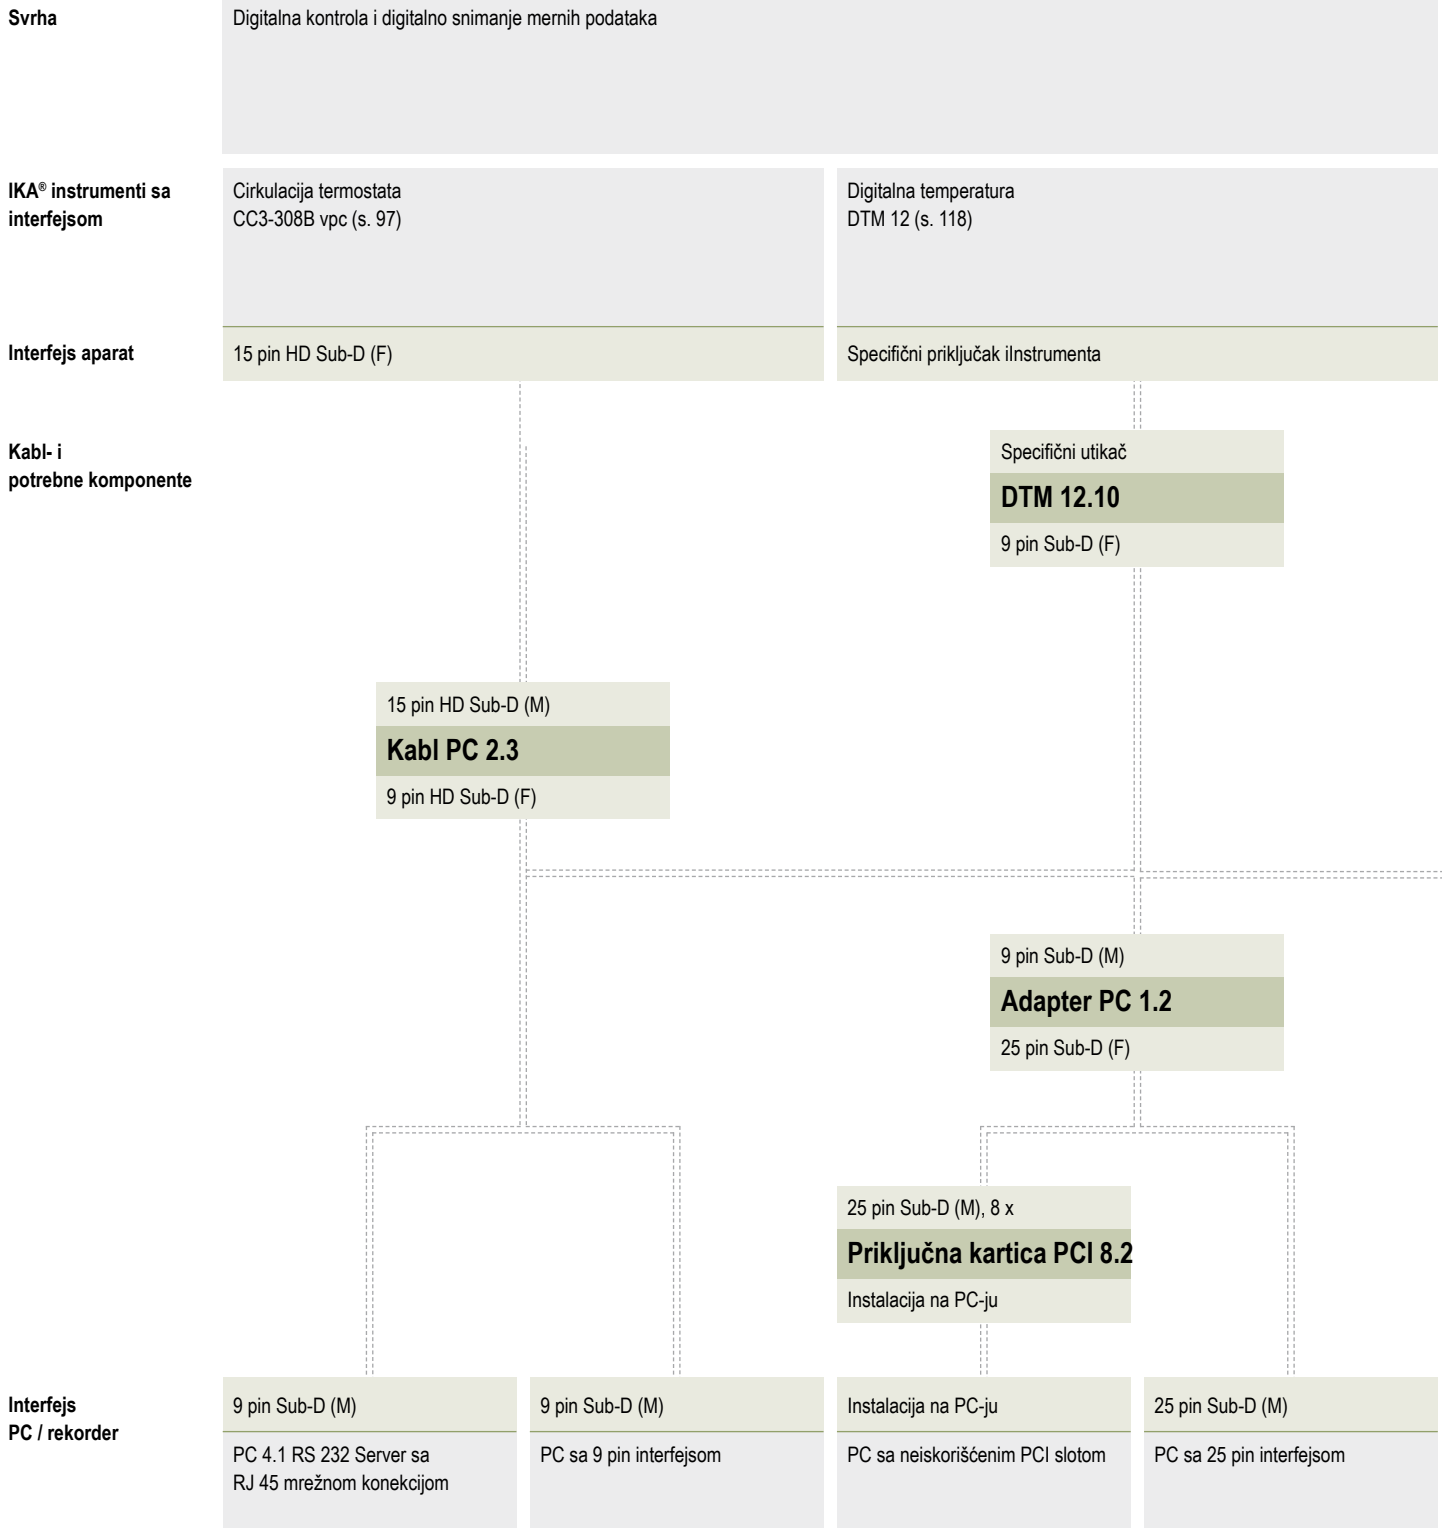 Svrha
Digitalna kontrola i digitalno snimanje mernih podataka
IKA® instrumenti sa
interfejsom
Cirkulacija termostata
CC3-308B vpc (s. 97)
Digitalna temperatura
DTM 12 (s. 118)
Interfejs aparat
15 pin HD Sub-D (F)
Specifični priključak iInstrumenta
Kabl- i
potrebne komponente
Specifični utikač
DTM 12.10
9 pin Sub-D (F)
15 pin HD Sub-D (M)
Kabl PC 2.3
9 pin HD Sub-D (F)
9 pin Sub-D (M)
Adapter PC 1.2
25 pin Sub-D (F)
25 pin Sub-D (M), 8 x
Priključna kartica PCI 8.2
Instalacija na PC-ju
Interfejs
PC / rekorder
9 pin Sub-D (M)
PC 4.1 RS 232 Server sa
RJ 45 mrežnom konekcijom
9 pin Sub-D (M)
PC sa 9 pin interfejsom
Instalacija na PC-ju
PC sa neiskorišćenim PCI slotom
25 pin Sub-D (M)
PC sa 25 pin interfejsom